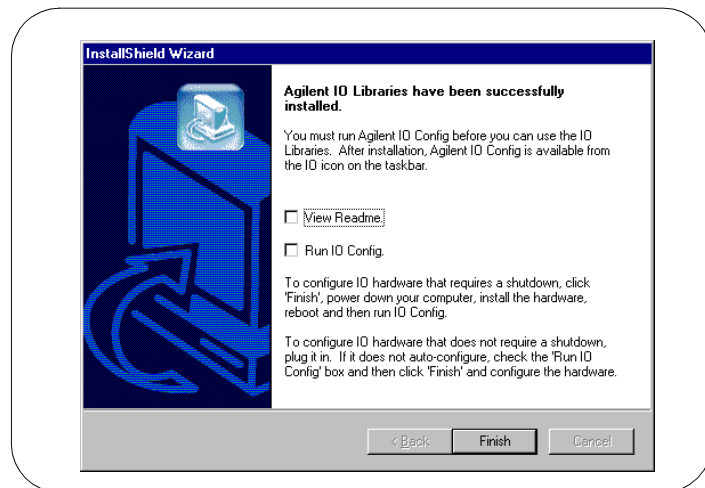 InstallShield Wizard
Agilent IO Libraries have been successfully
installed.
You must run Agilent IO Config before you can use the IO
Libraries. After installation, Agilent IO Config is available from
the IO icon on the taskbar.
View Readme.
Run IO Config.
To configure IO hardware that requires a shutdown, click
'Finish', power down your computer, install the hardware,
reboot and then run IO Config.
To configure IO hardware that does not require a shutdown,
plug it in. If it does not auto-configure, check the 'Run IO
Config' box and then click 'Finish' and configure the hardware.
< Back
Finish
Cancel